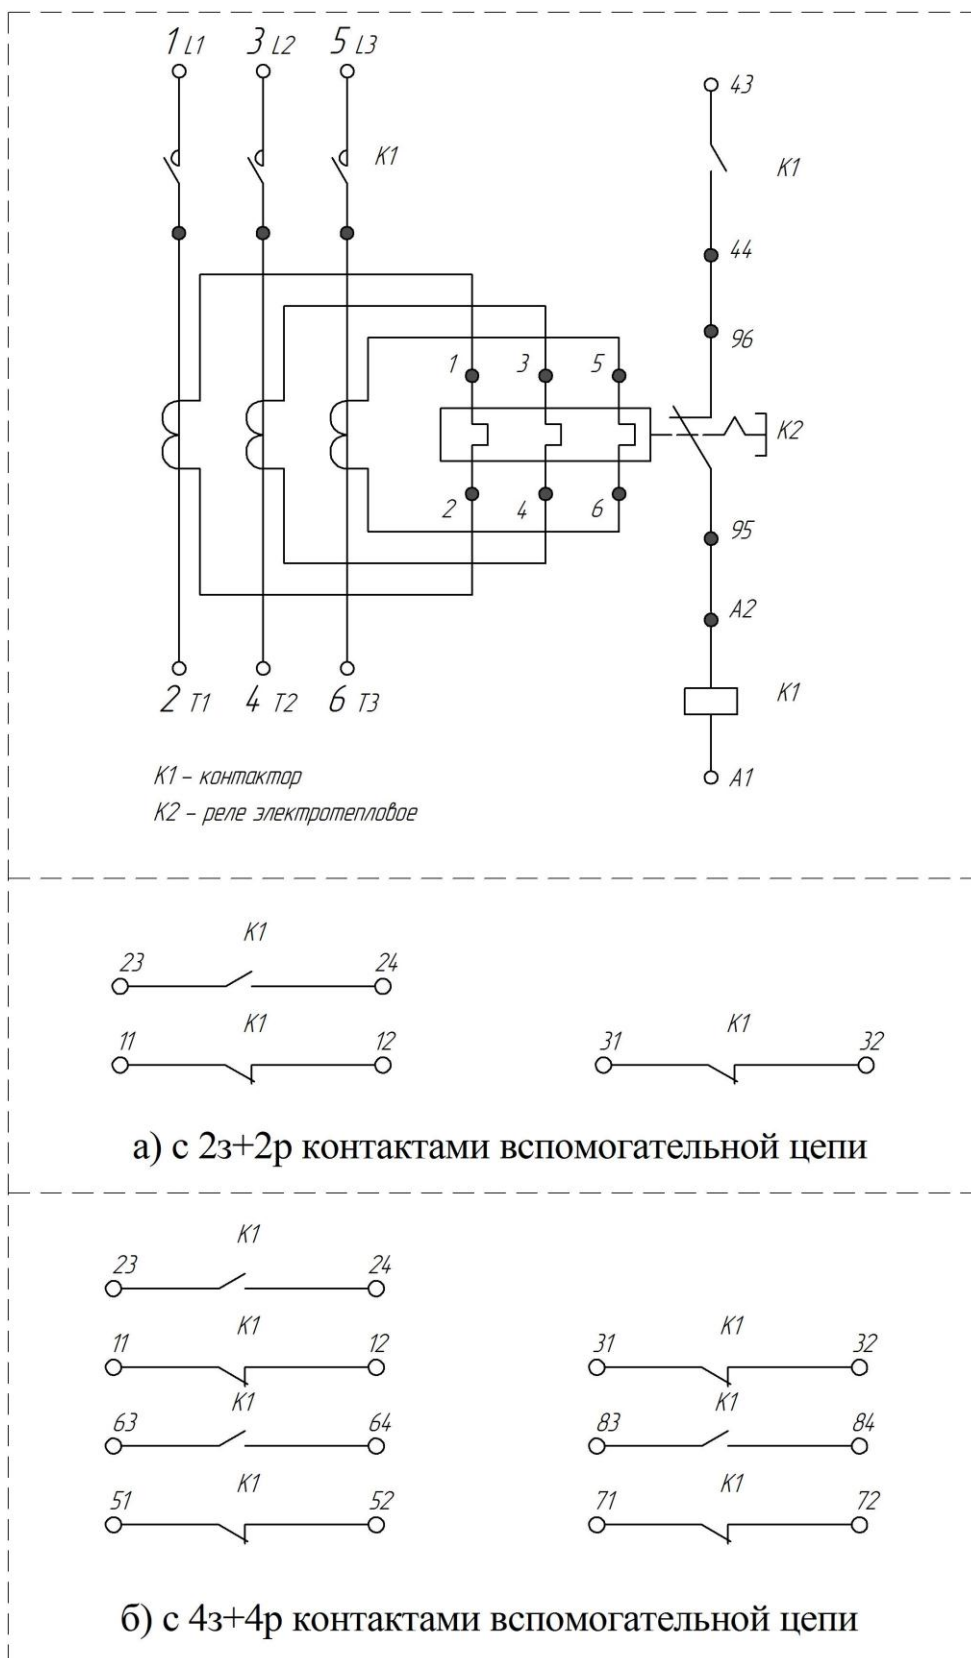 1 L1 3 L2 5 L3
43
K1 K1
44
96
1 3 5
K2
2 4 6
95
A2
K1
2 T1 4 T2 6 T3
A1
K1 – контактор
K2 – реле электротепловое
K1
23 24
K1 K1
11 12 31 32
а) с 2з+2р контактами вспомогательной цепи
K1
23 24
K1 K1
11 12 31 32
K1 K1
63 64 83 84
K1 K1
51 52 71 72
б) с 4з+4р контактами вспомогательной цепи